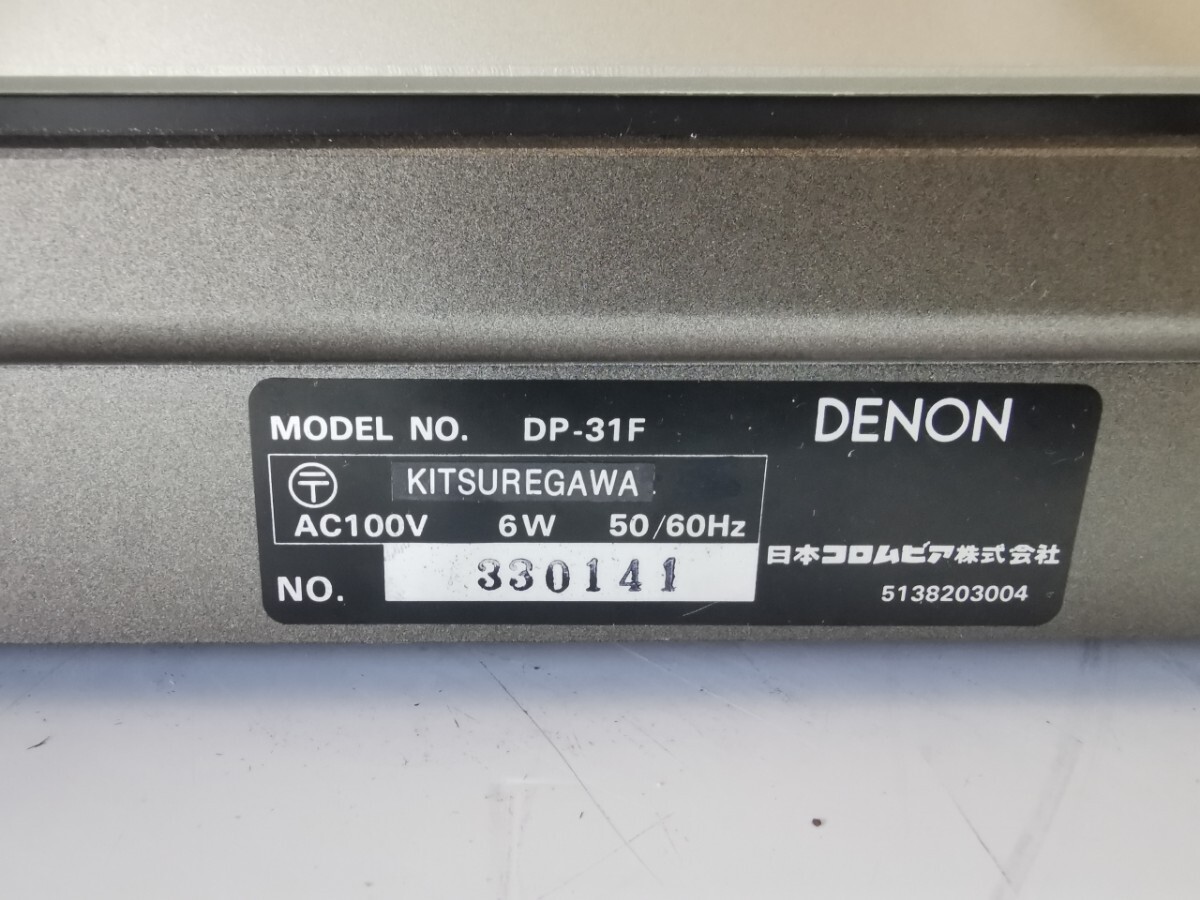 MODEL NO. DP-31F
DENON
〒 KITSUREGAWA
AC100V 6W 50/60Hz
NO. 330141
日本コロムビア株式会社
5138203004